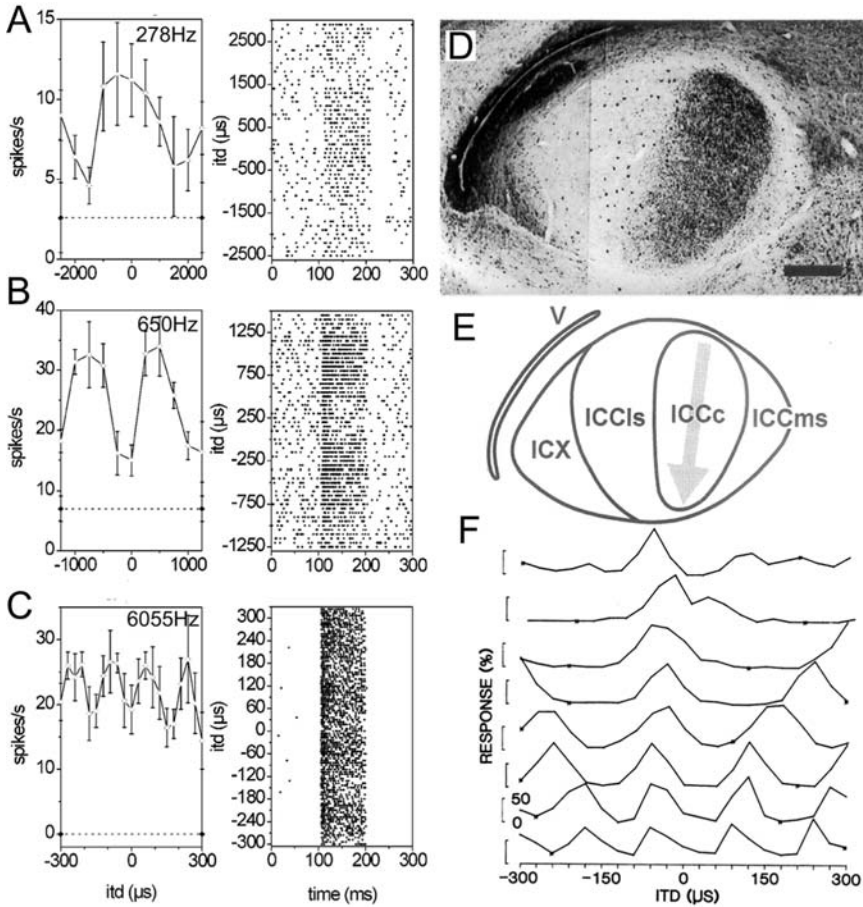 A
278Hz
15
10
5
0
spikes/s
-2000
0
2000
itd (µs)
2500
1500
500
-500
-1500
-2500
0
100
200
300
B
650Hz
40
30
20
10
0
spikes/s
-1000
0
1000
itd (µs)
1250
750
250
-250
-750
-1250
0
100
200
300
C
6055Hz
30
20
10
0
spikes/s
-300
0
300
itd (µs)
itd (µs)
300
240
180
120
60
0
-60
-120
-180
-240
-300
0
100
200
300
time (ms)
D
E
V
ICX
ICCls
ICCc
ICCms
F
RESPONSE (%)
50
0
-300
-150
0
150
300
ITD (µS)